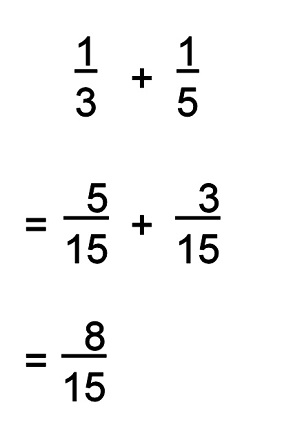 1/3 + 1/5
= 5/15 + 3/15
= 8/15